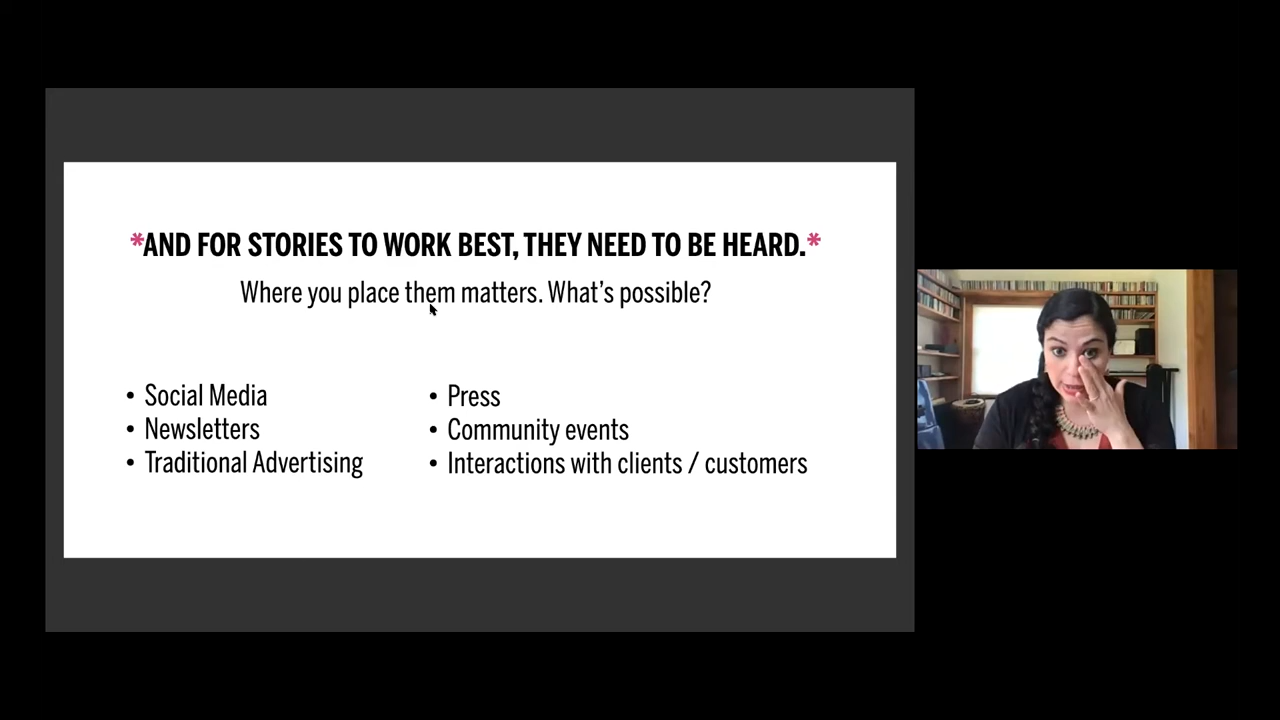 *AND FOR STORIES TO WORK BEST, THEY NEED TO BE HEARD.*
Where you place them matters. What's possible?
• Social Media
• Newsletters
• Traditional Advertising
• Press
• Community events
• Interactions with clients / customers